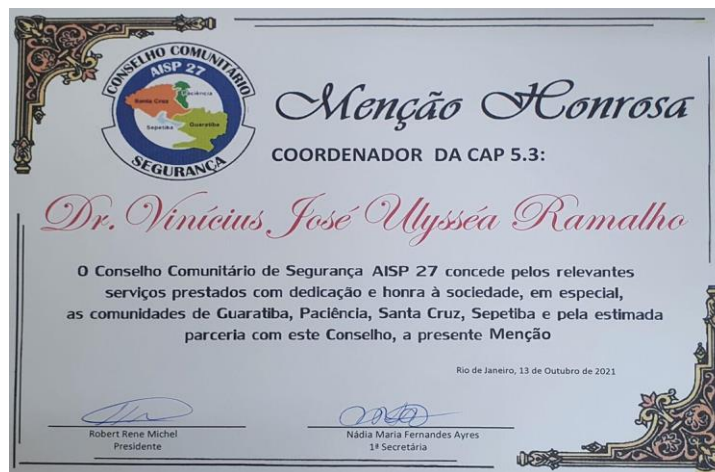 CONSELHO COMUNITÁRIO
AISP 27
Paciência
Santa Cruz
Sepetiba
Guaratiba
SEGURANÇA
Menção Honrosa
COORDENADOR DA CAP 5.3:
Dr. Vinícius José Ulysséa Ramalho
O Conselho Comunitário de Segurança AISP 27 concede pelos relevantes
serviços prestados com dedicação e honra à sociedade, em especial,
as comunidades de Guaratiba, Paciência, Santa Cruz, Sepetiba e pela estimada
parceria com este Conselho, a presente Menção
Rio de Janeiro, 13 de Outubro de 2021
Robert Rene Michel
Presidente
Nádia Maria Fernandes Ayres
1ª Secretária